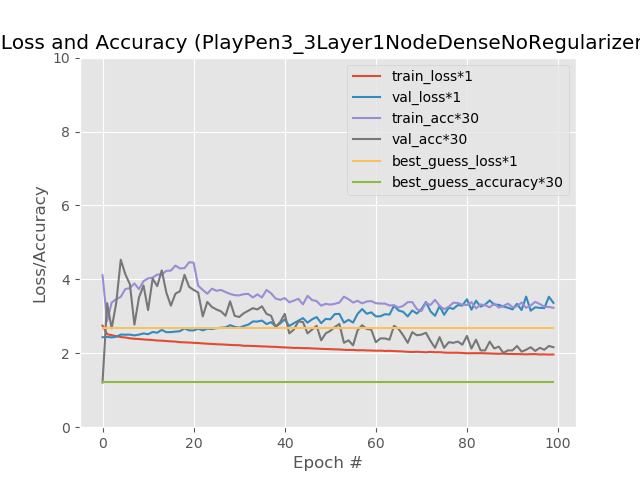 Loss and Accuracy (PlayPen3_3Layer1NodeDenseNoRegularizer
10
8
6
4
2
0
Loss/Accuracy
train_loss*1
val_loss*1
train_acc*30
val_acc*30
best_guess_loss*1
best_guess_accuracy*30
0 20 40 60 80 100
Epoch #